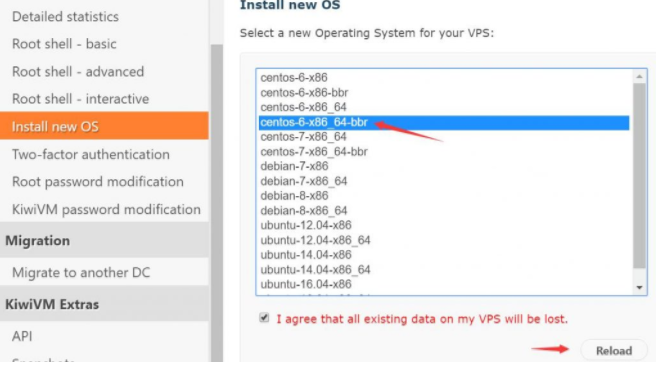 Detailed statistics
Root shell - basic
Root shell - advanced
Root shell - interactive
Install new OS
Two-factor authentication
Root password modification
KiwiVM password modification
Migration
Migrate to another DC
KiwiVM Extras
API
Install new OS
Select a new Operating System for your VPS:
centos-6-x86
centos-6-x86-bbr
centos-6-x86_64
centos-6-x86_64-bbr
centos-7-x86_64
centos-7-x86_64-bbr
debian-7-x86
debian-7-x86_64
debian-8-x86
debian-8-x86_64
ubuntu-12.04-x86
ubuntu-12.04-x86_64
ubuntu-14.04-x86
ubuntu-14.04-x86_64
ubuntu-16.04-x86
I agree that all existing data on my VPS will be lost.
Reload